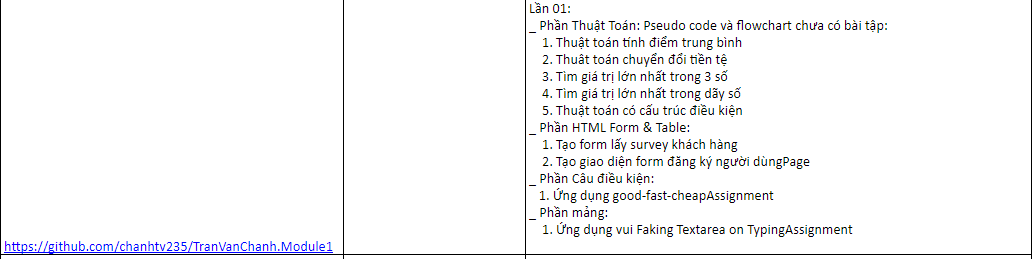 Lần 01:
_ Phần Thuật Toán: Pseudo code và flowchart chưa có bài tập:
1. Thuật toán tính điểm trung bình
2. Thuât toán chuyển đổi tiền tệ
3. Tìm giá trị lớn nhất trong 3 số
4. Tìm giá trị lớn nhất trong dãy số
5. Thuật toán có cấu trúc điều kiện
_ Phần HTML Form & Table:
1. Tạo form lấy survey khách hàng
2. Tạo giao diện form đăng ký người dùngPage
_ Phần Câu điều kiện:
1. Ứng dụng good-fast-cheapAssignment
_ Phần mảng:
1. Ứng dụng vui Faking Textarea on TypingAssignment
https://github.com/chanhtv235/TranVanChanh.Module1